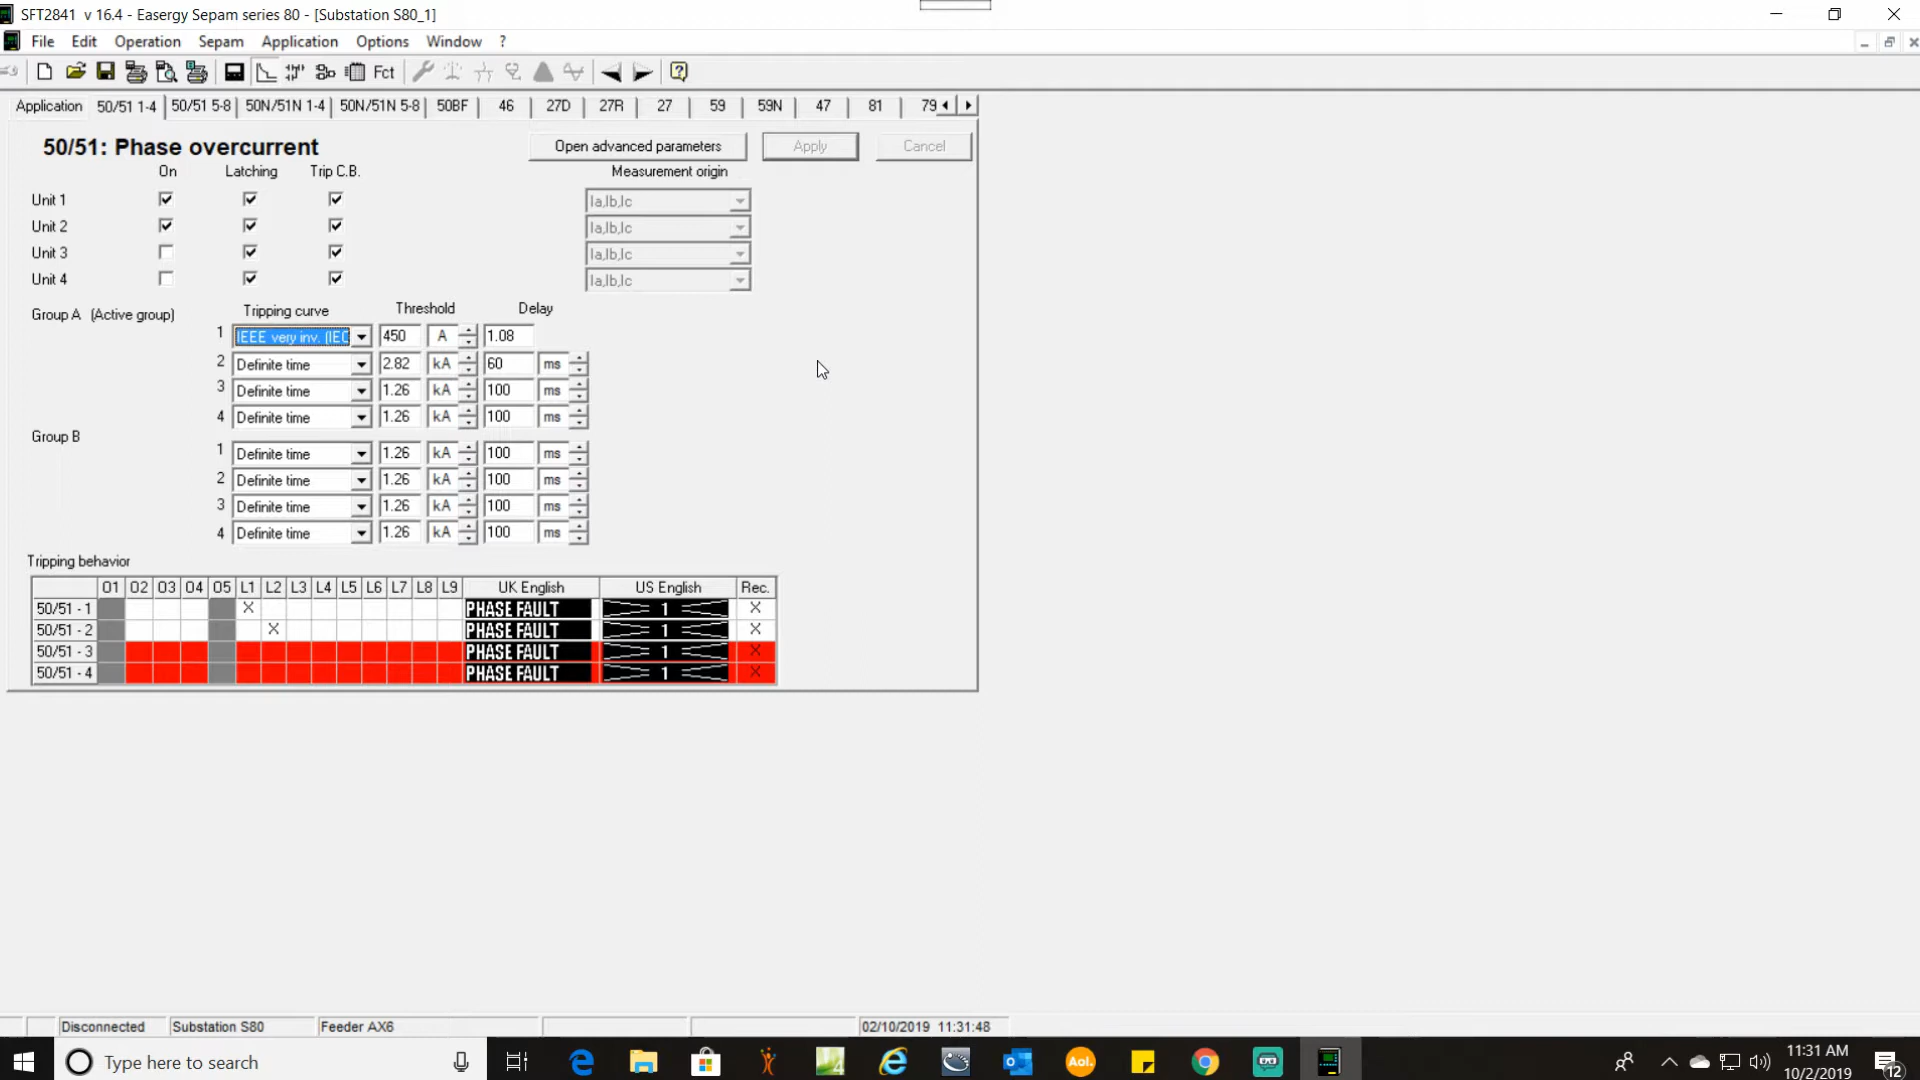 SFT2841 v 16.4 - Easergy Sepam series 80 - [Substation S80_1]
File Edit Operation Sepam Application Options Window ?
Fct
Application 50/51 1-4 50/51 5-8 50N/51N 1-4 50N/51N 5-8 50BF 46 27D 27R 27 59 59N 47 81 79
50/51: Phase overcurrent Open advanced parameters Apply Cancel
On Latching Trip C.B. Measurement origin
Unit 1 Ia,Ib,Ic
Unit 2 Ia,Ib,Ic
Unit 3 Ia,Ib,Ic
Unit 4 Ia,Ib,Ic
Group A (Active group) Tripping curve Threshold Delay
1 IEEE very inv. (IEC 450 A 1.08
2 Definite time 2.82 kA 60 ms
3 Definite time 1.26 kA 100 ms
4 Definite time 1.26 kA 100 ms
Group B
1 Definite time 1.26 kA 100 ms
2 Definite time 1.26 kA 100 ms
3 Definite time 1.26 kA 100 ms
4 Definite time 1.26 kA 100 ms
Tripping behavior
O1 O2 O3 O4 O5 L1 L2 L3 L4 L5 L6 L7 L8 L9 UK English US English Rec.
50/51 - 1 X PHASE FAULT 1 X
50/51 - 2 X PHASE FAULT 1 X
50/51 - 3 PHASE FAULT 1 X
50/51 - 4 PHASE FAULT 1 X
Disconnected Substation S80 Feeder AX6 02/10/2019 11:31:48
Type here to search Aol. 11:31 AM
10/2/2019 12